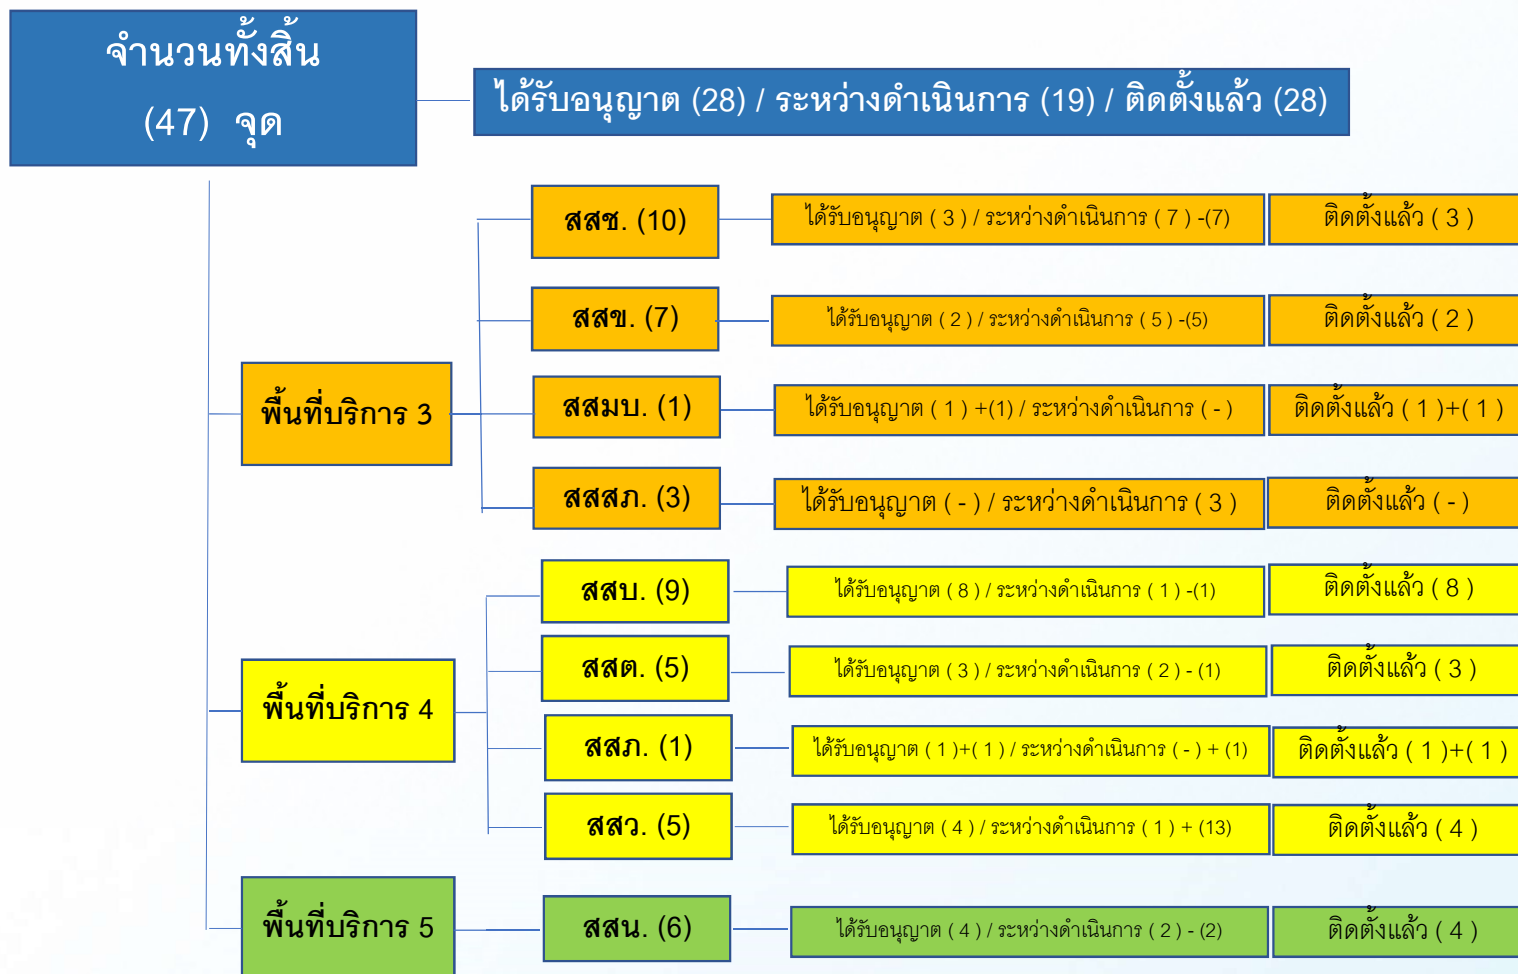 จำนวนทั้งสิ้น
(47) จุด
ได้รับอนุญาต (28) / ระหว่างดำเนินการ (19) / ติดตั้งแล้ว (28)
พื้นที่บริการ 3
สสช. (10)
ได้รับอนุญาต ( 3 ) / ระหว่างดำเนินการ ( 7 ) -(7)
ติดตั้งแล้ว ( 3 )
สสข. (7)
ได้รับอนุญาต ( 2 ) / ระหว่างดำเนินการ ( 5 ) -(5)
ติดตั้งแล้ว ( 2 )
สสมบ. (1)
ได้รับอนุญาต ( 1 ) +(1) / ระหว่างดำเนินการ ( - )
ติดตั้งแล้ว ( 1 )+( 1 )
สสสภ. (3)
ได้รับอนุญาต ( - ) / ระหว่างดำเนินการ ( 3 )
ติดตั้งแล้ว ( - )
พื้นที่บริการ 4
สสบ. (9)
ได้รับอนุญาต ( 8 ) / ระหว่างดำเนินการ ( 1 ) -(1)
ติดตั้งแล้ว ( 8 )
สสต. (5)
ได้รับอนุญาต ( 3 ) / ระหว่างดำเนินการ ( 2 ) - (1)
ติดตั้งแล้ว ( 3 )
สสภ. (1)
ได้รับอนุญาต ( 1 )+( 1 ) / ระหว่างดำเนินการ ( - ) + (1)
ติดตั้งแล้ว ( 1 )+( 1 )
สสว. (5)
ได้รับอนุญาต ( 4 ) / ระหว่างดำเนินการ ( 1 ) + (13)
ติดตั้งแล้ว ( 4 )
พื้นที่บริการ 5
สสน. (6)
ได้รับอนุญาต ( 4 ) / ระหว่างดำเนินการ ( 2 ) - (2)
ติดตั้งแล้ว ( 4 )